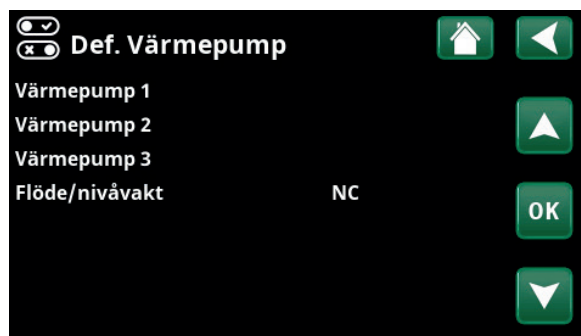 Def. Värmepump
Värmepump 1
Värmepump 2
Värmepump 3
Flöde/nivåvakt NC
OK